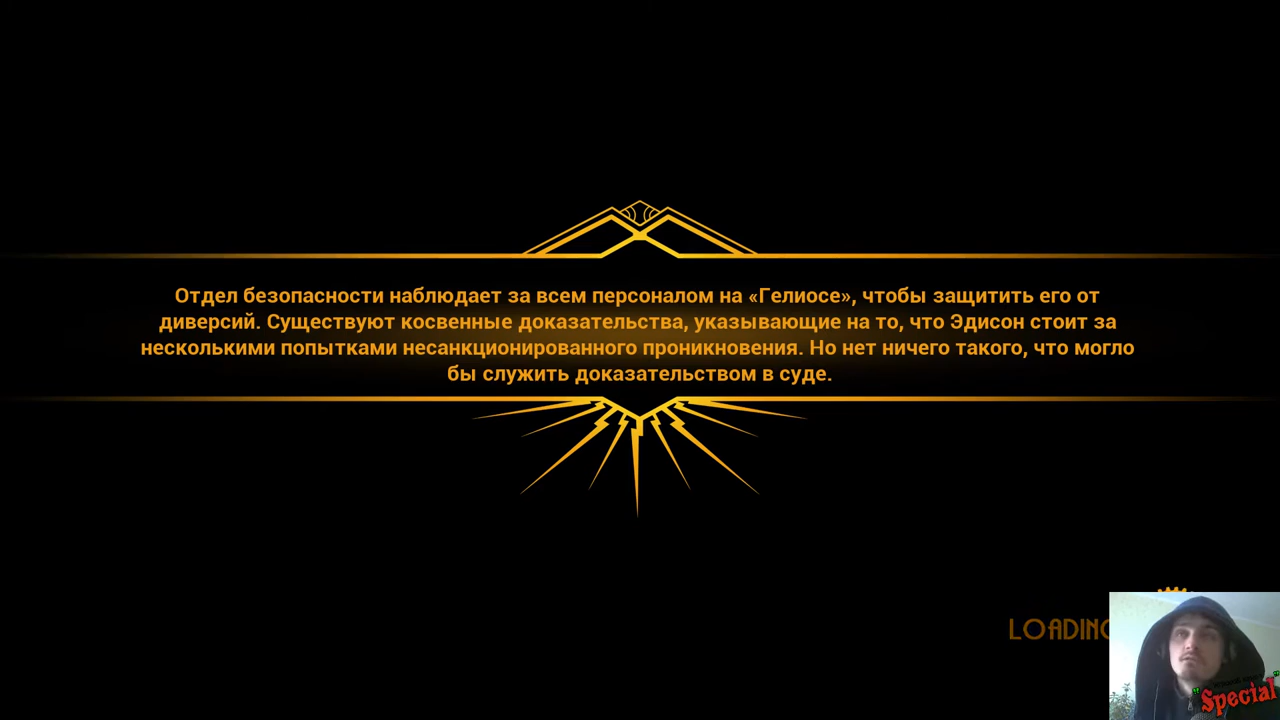 Отдел безопасности наблюдает за всем персоналом на «Гелиосе», чтобы защитить его от
диверсий. Существуют косвенные доказательства, указывающие на то, что Эдисон стоит за
несколькими попытками несанкционированного проникновения. Но нет ничего такого, что могло
бы служить доказательством в суде.
LOADING
"Special"